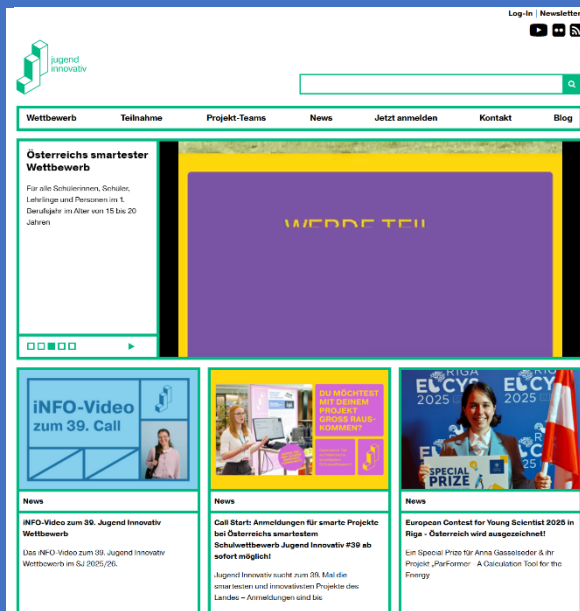 Log-In | Newsletter
jugend
innovativ
Wettbewerb Teilnahme Projekt-Teams News Jetzt anmelden Kontakt Blog
Österreichs smartester
Wettbewerb
Für alle Schülerinnen, Schüler,
Lehrlinge und Personen im 1.
Berufsjahr im Alter von 15 bis 20
Jahren
WERDE TEIL
iNFO-Video
zum 39. Call
DU MÖCHTEST
MIT DEINEM
PROJEKT
GROSS RAUS-
KOMMEN?
RIGA
EUCYS
2025
SPECIAL
PRIZE
News
iNFO-Video zum 39. Jugend Innovativ
Wettbewerb
Das iNFO-Video zum 39. Jugend Innovativ
Wettbewerb im SJ 2025/26.
News
Call Start: Anmeldungen für smarte Projekte
bei Österreichs smartestem
Schulwettbewerb Jugend Innovativ #39 ab
sofort möglich!
Jugend Innovativ sucht zum 39. Mal die
smartesten und innovativsten Projekte des
Landes – Anmeldungen sind bis
News
European Contest for Young Scientist 2025 in
Riga - Österreich wird ausgezeichnet!
Ein Special Prize für Anna Gasselseder & ihr
Projekt „ParFormer - A Calculation Tool for the
Energy